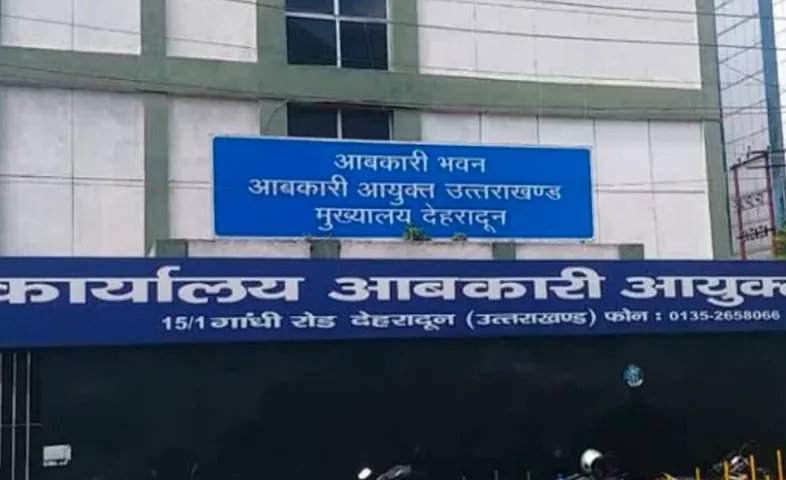 आबकारी भवन
आबकारी आयुक्त उत्तराखण्ड
मुख्यालय देहरादून
कार्यालय आबकारी आयुक्त
15/1 गांधी रोड देहरादून (उत्तराखण्ड) फोन : 0135-2658066